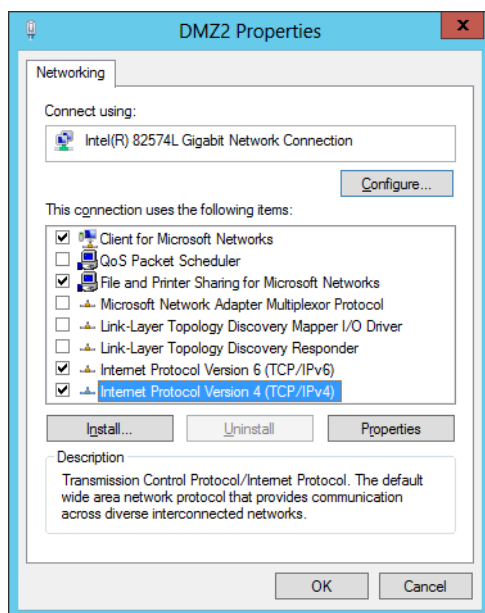 DMZ2 Properties
x
Networking
Connect using:
Intel(R) 82574L Gigabit Network Connection
Configure...
This connection uses the following items:
Client for Microsoft Networks
QoS Packet Scheduler
File and Printer Sharing for Microsoft Networks
Microsoft Network Adapter Multiplexor Protocol
Link-Layer Topology Discovery Mapper I/O Driver
Link-Layer Topology Discovery Responder
Internet Protocol Version 6 (TCP/IPv6)
Internet Protocol Version 4 (TCP/IPv4)
Install...
Uninstall
Properties
Description
Transmission Control Protocol/Internet Protocol. The default
wide area network protocol that provides communication
across diverse interconnected networks.
OK
Cancel